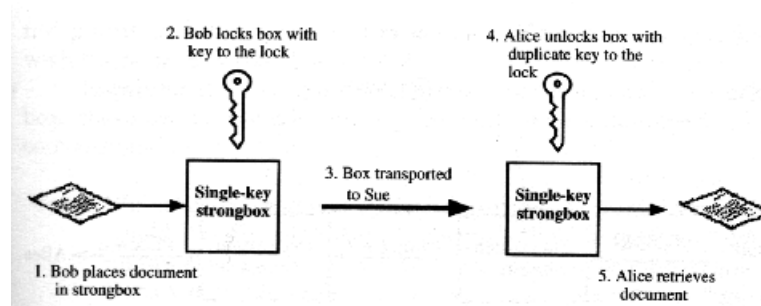 2. Bob locks box with
key to the lock
4. Alice unlocks box with
duplicate key to the
lock
Single-key
strongbox
3. Box transported
to Sue
Single-key
strongbox
1. Bob places document
in strongbox
5. Alice retrieves
document